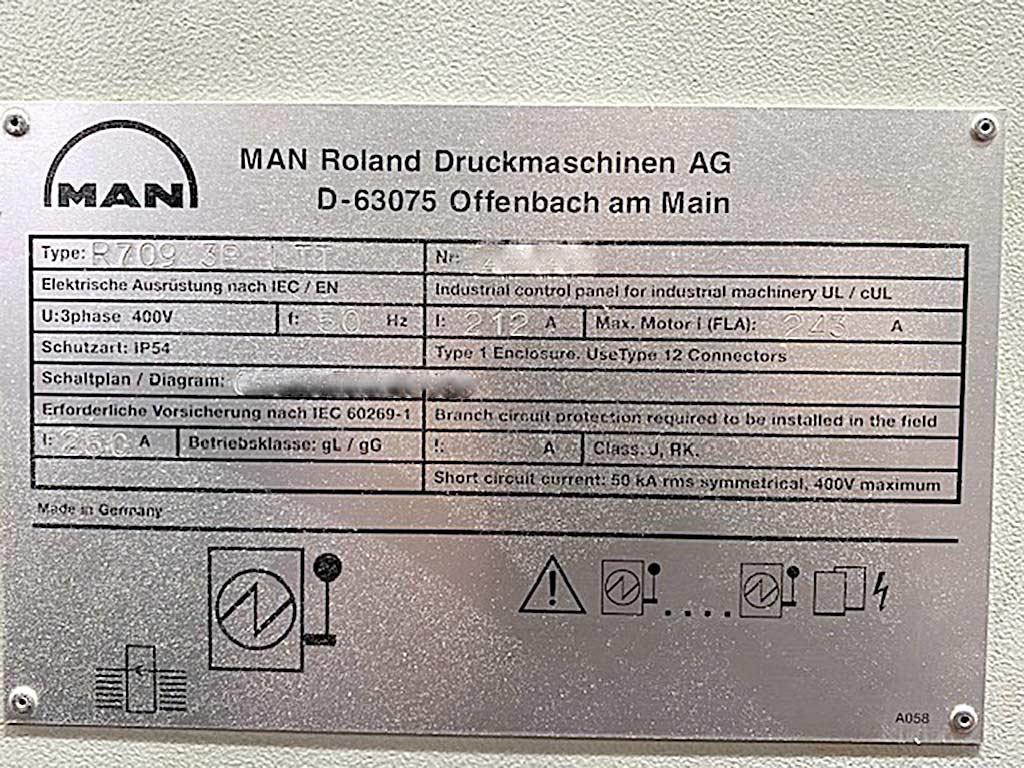 MAN
MAN Roland Druckmaschinen AG
D-63075 Offenbach am Main
Type: R709 3B LTT
Nr:
Elektrische Ausrüstung nach IEC / EN
Industrial control panel for industrial machinery UL / cUL
U:3phase 400V f: 50 Hz
I: 212 A Max. Motor I (FLA): 243 A
Schutzart: IP54
Type 1 Enclosure. UseType 12 Connectors
Schaltplan / Diagram:
Erforderliche Vorsicherung nach IEC 60269-1
Branch circuit protection required to be installed in the field
I: 250 A Betriebsklasse: gL / gG
I: A Class: J, RK.
Short circuit current: 50 kA rms symmetrical, 400V maximum
Made in Germany
A058